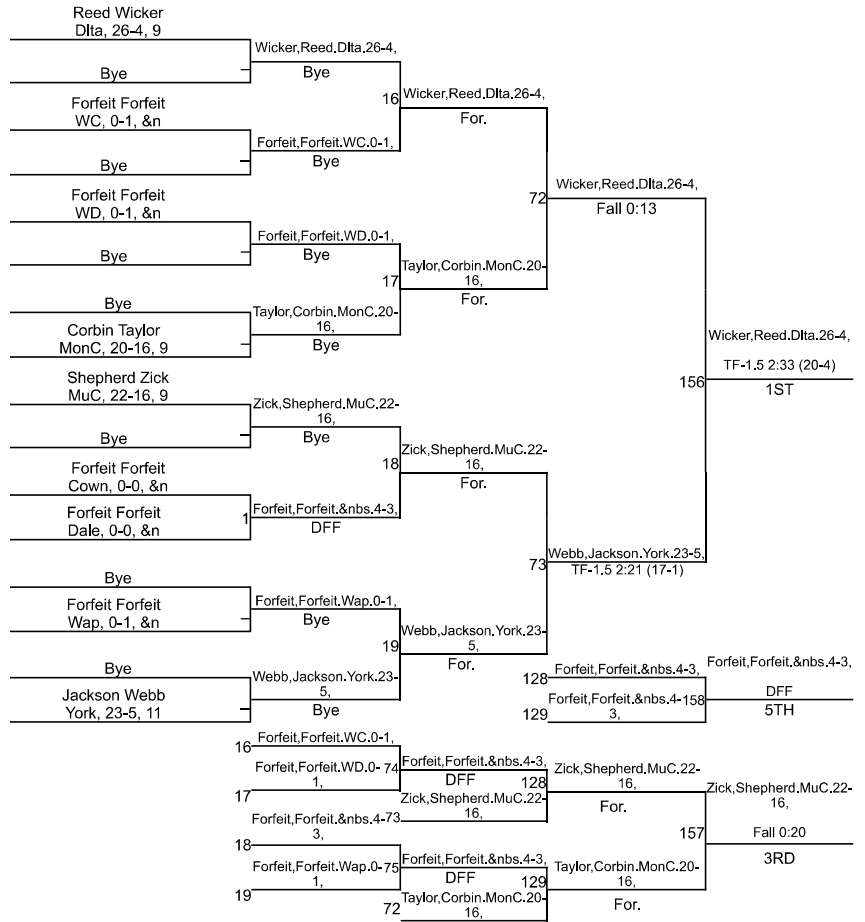 Reed Wicker
Dlta, 26-4, 9
Bye
Forfeit Forfeit
WC, 0-1, &n
Bye
Forfeit Forfeit
WD, 0-1, &n
Bye
Bye
Corbin Taylor
MonC, 20-16, 9
Shepherd Zick
MuC, 22-16, 9
Bye
Forfeit Forfeit
Cown, 0-0, &n
Forfeit Forfeit
Dale, 0-0, &n
Bye
Forfeit Forfeit
Wap, 0-1, &n
Bye
Jackson Webb
York, 23-5, 11
Wicker,Reed.Dlta.26-4,
Bye
Forfeit,Forfeit.WC.0-1,
Bye
Forfeit,Forfeit.WD.0-1,
Bye
Taylor,Corbin.MonC.20-
16,
Bye
Zick,Shepherd.MuC.22-
16,
Bye
1
Forfeit,Forfeit.&nbs.4-3,
DFF
Forfeit,Forfeit.Wap.0-1,
Bye
Webb,Jackson.York.23-
5,
Bye
16
Wicker,Reed.Dlta.26-4,
For.
17
Taylor,Corbin.MonC.20-
16,
For.
18
Zick,Shepherd.MuC.22-
16,
For.
19
Webb,Jackson.York.23-
5,
For.
72
Wicker,Reed.Dlta.26-4,
Fall 0:13
73
Webb,Jackson.York.23-5,
TF-1.5 2:21 (17-1)
156
Wicker,Reed.Dlta.26-4,
TF-1.5 2:33 (20-4)
1ST
128
Forfeit,Forfeit.&nbs.4-3,
129
Forfeit,Forfeit.&nbs.4-
3,
158
Forfeit,Forfeit.&nbs.4-3,
DFF
5TH
16
Forfeit,Forfeit.WC.0-1,
17
Forfeit,Forfeit.WD.0-
1,
74
Forfeit,Forfeit.&nbs.4-3,
DFF
73
Zick,Shepherd.MuC.22-
16,
128
Zick,Shepherd.MuC.22-
16,
For.
18
Forfeit,Forfeit.&nbs.4-
3,
19
Forfeit,Forfeit.Wap.0-
1,
75
Forfeit,Forfeit.&nbs.4-3,
DFF
72
Taylor,Corbin.MonC.20-
16,
129
Taylor,Corbin.MonC.20-
16,
For.
157
Zick,Shepherd.MuC.22-
16,
Fall 0:20
3RD